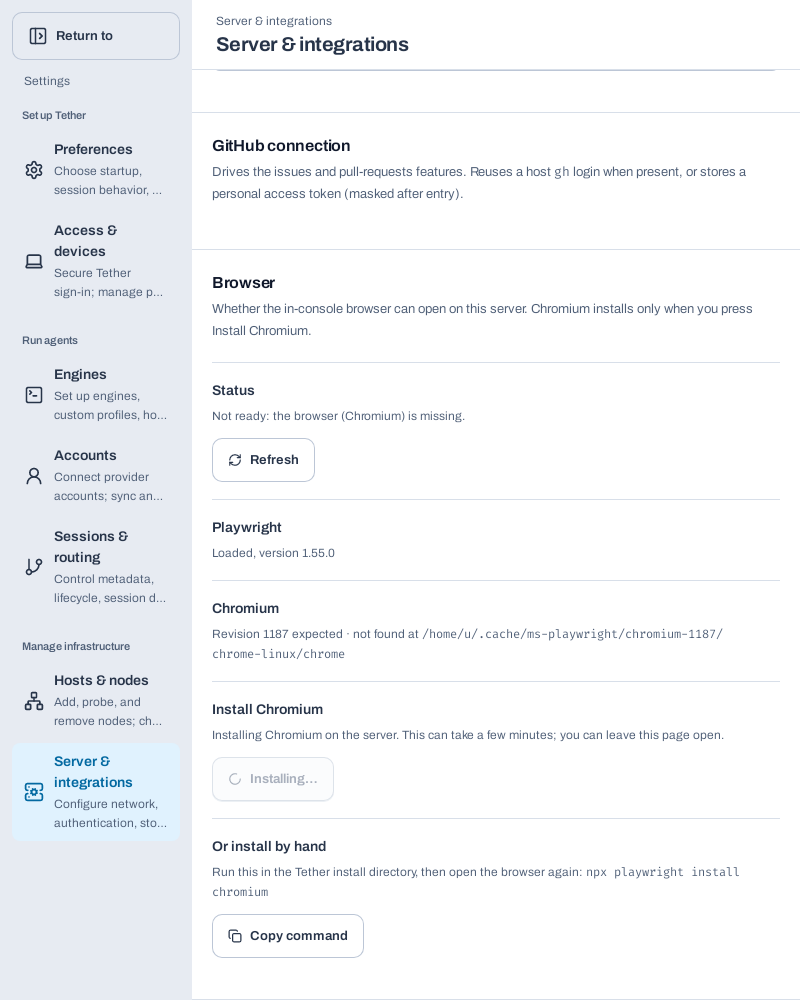 Return to
Settings
Set up Tether
Preferences
Choose startup,
session behavior, ...
Access &
devices
Secure Tether
sign-in; manage p...
Run agents
Engines
Set up engines,
custom profiles, ho...
Accounts
Connect provider
accounts; sync an...
Sessions &
routing
Control metadata,
lifecycle, session d...
Manage infrastructure
Hosts & nodes
Add, probe, and
remove nodes; ch...
Server &
integrations
Configure network,
authentication, sto...
Server & integrations
Server & integrations
GitHub connection
Drives the issues and pull-requests features. Reuses a host gh login when present, or stores a
personal access token (masked after entry).
Browser
Whether the in-console browser can open on this server. Chromium installs only when you press
Install Chromium.
Status
Not ready: the browser (Chromium) is missing.
Refresh
Playwright
Loaded, version 1.55.0
Chromium
Revision 1187 expected · not found at /home/u/.cache/ms-playwright/chromium-1187/
chrome-linux/chrome
Install Chromium
Installing Chromium on the server. This can take a few minutes; you can leave this page open.
Installing...
Or install by hand
Run this in the Tether install directory, then open the browser again: npx playwright install
chromium
Copy command